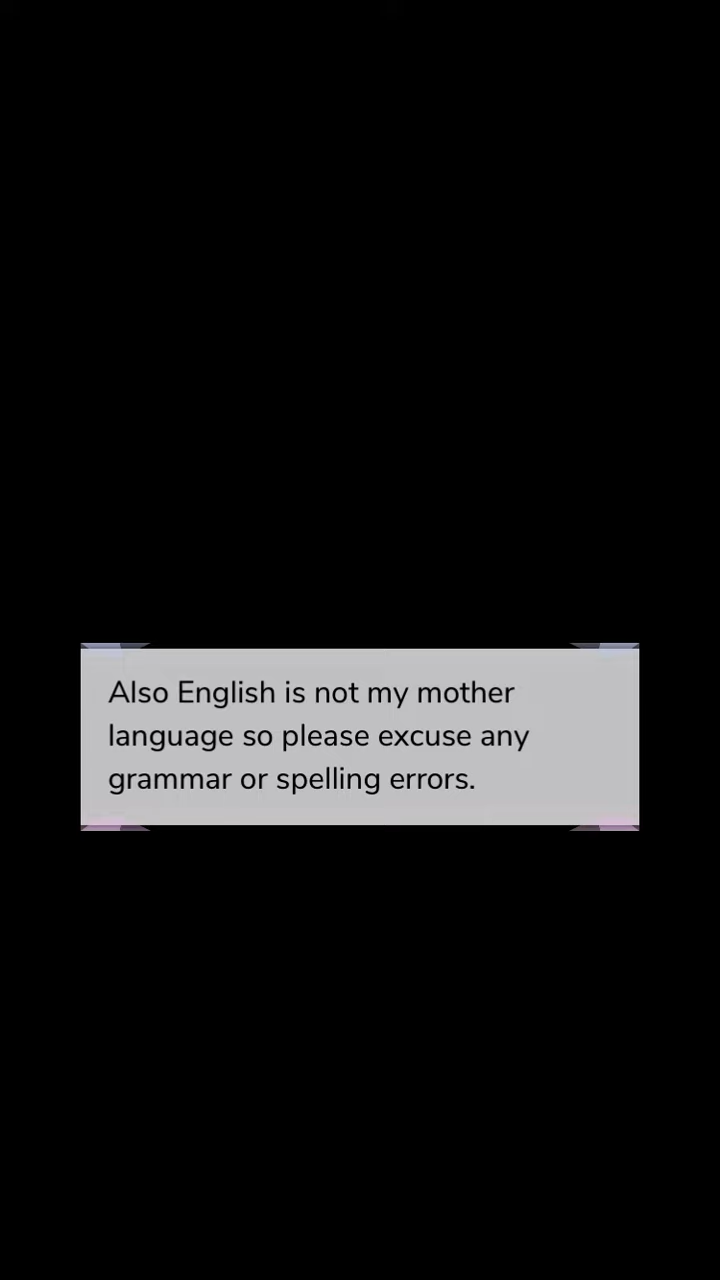 Also English is not my mother
language so please excuse any
grammar or spelling errors.